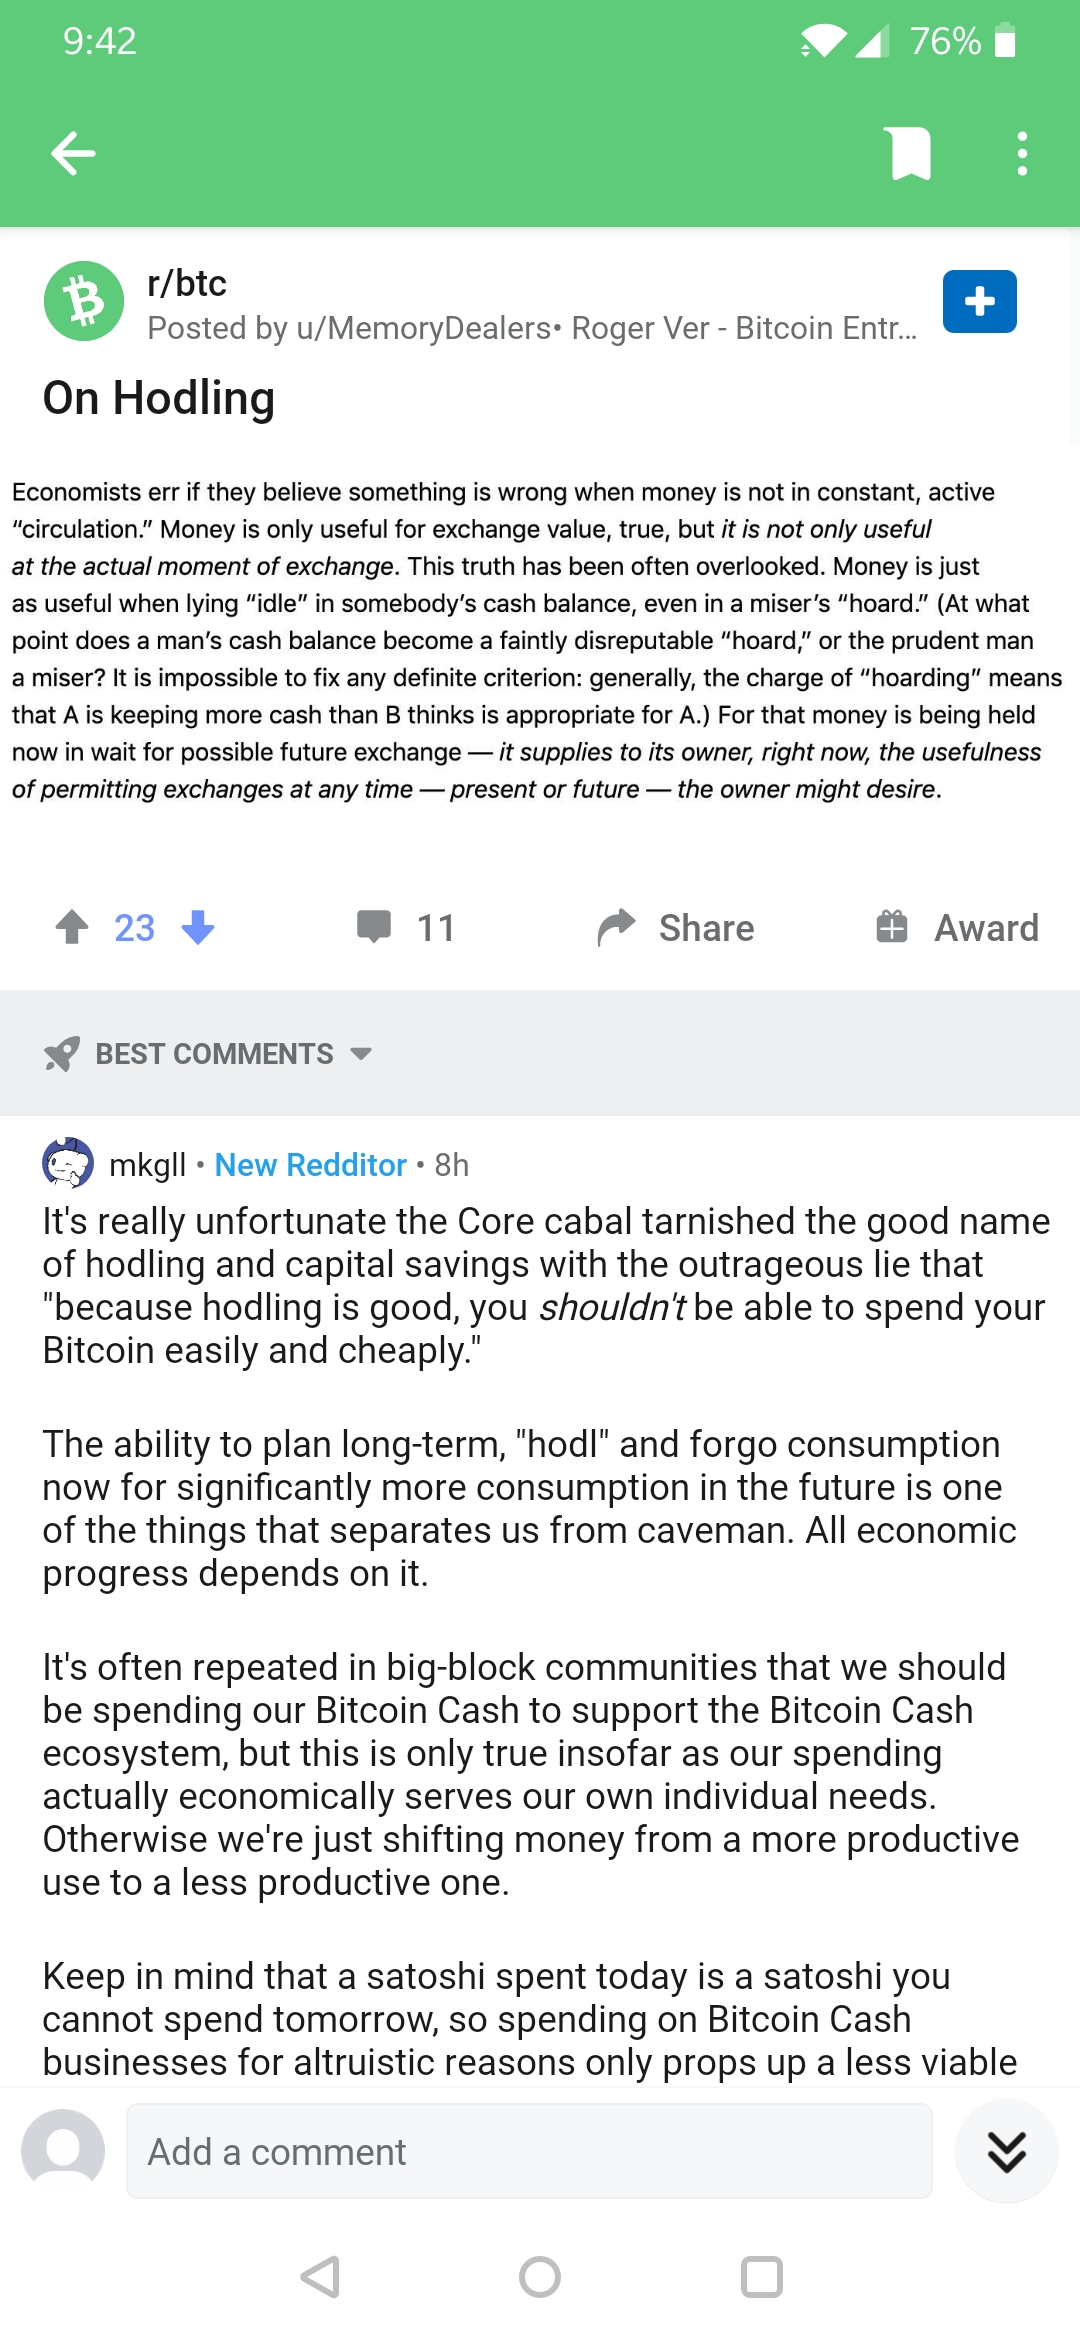 9:42
76%
r/btc
Posted by u/MemoryDealers• Roger Ver - Bitcoin Entr...
On Hodling
Economists err if they believe something is wrong when money is not in constant, active
“circulation.” Money is only useful for exchange value, true, but it is not only useful
at the actual moment of exchange. This truth has been often overlooked. Money is just
as useful when lying “idle” in somebody’s cash balance, even in a miser’s “hoard.” (At what
point does a man’s cash balance become a faintly disreputable “hoard,” or the prudent man
a miser? It is impossible to fix any definite criterion: generally, the charge of “hoarding” means
that A is keeping more cash than B thinks is appropriate for A.) For that money is being held
now in wait for possible future exchange — it supplies to its owner, right now, the usefulness
of permitting exchanges at any time — present or future — the owner might desire.
23
11
Share
Award
BEST COMMENTS
mkgll • New Redditor • 8h
It's really unfortunate the Core cabal tarnished the good name
of hodling and capital savings with the outrageous lie that
"because hodling is good, you shouldn't be able to spend your
Bitcoin easily and cheaply."
The ability to plan long-term, "hodl" and forgo consumption
now for significantly more consumption in the future is one
of the things that separates us from caveman. All economic
progress depends on it.
It's often repeated in big-block communities that we should
be spending our Bitcoin Cash to support the Bitcoin Cash
ecosystem, but this is only true insofar as our spending
actually economically serves our own individual needs.
Otherwise we're just shifting money from a more productive
use to a less productive one.
Keep in mind that a satoshi spent today is a satoshi you
cannot spend tomorrow, so spending on Bitcoin Cash
businesses for altruistic reasons only props up a less viable
Add a comment